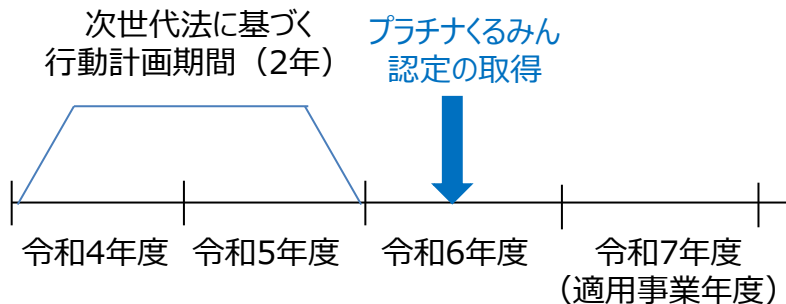 次世代法に基づく
行動計画期間（2年）
プラチナくるみん
認定の取得
令和4年度
令和5年度
令和6年度
令和7年度
（適用事業年度）